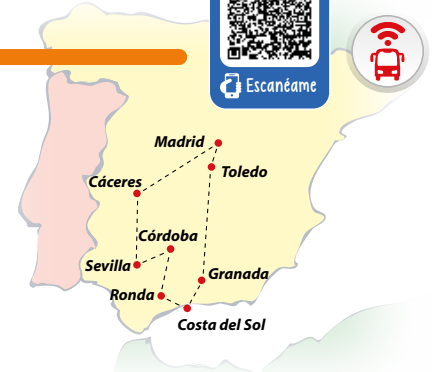 Escanéame
Madrid
Toledo
Cáceres
Córdoba
Sevilla
Granada
Ronda
Costa del Sol